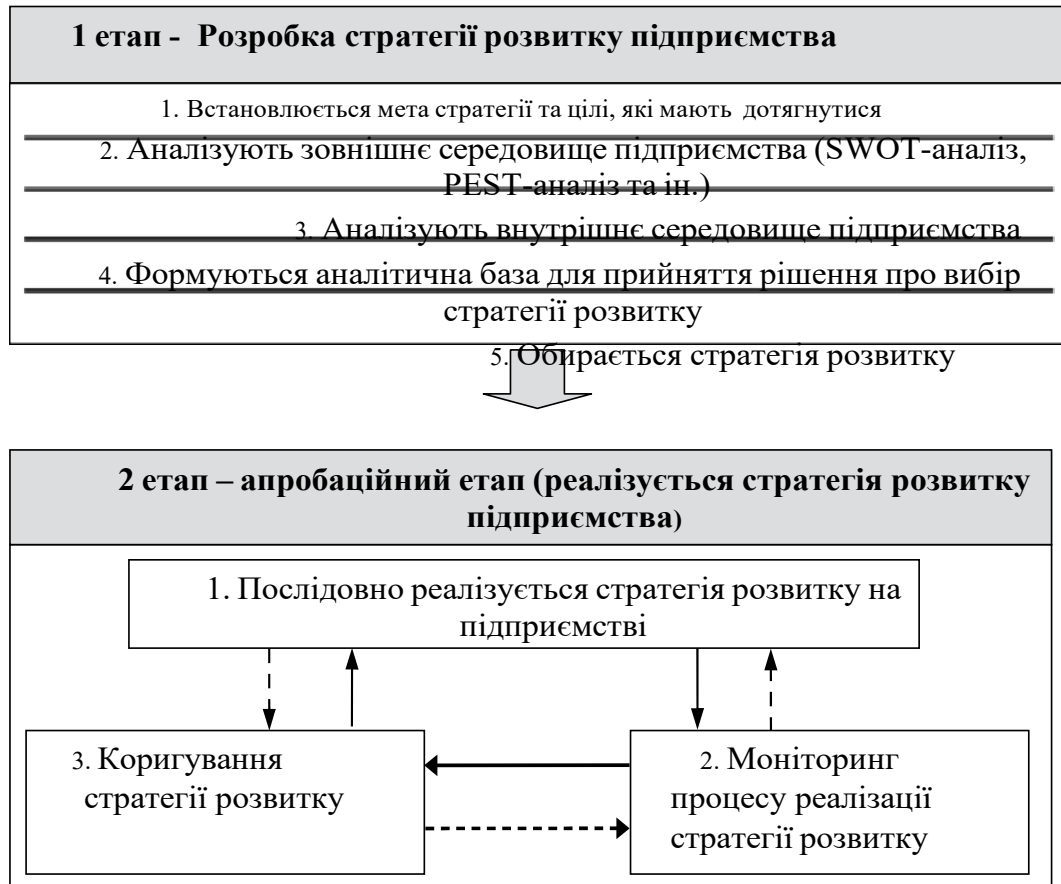 1 етап - Розробка стратегії розвитку підприємства
1. Встановлюється мета стратегії та цілі, які мають дотягнутися
2. Аналізують зовнішнє середовище підприємства (SWOT-аналіз,
PEST-аналіз та ін.)
3. Аналізують внутрішнє середовище підприємства
4. Формуються аналітична база для прийняття рішення про вибір
стратегії розвитку
5. Обирається стратегія розвитку
2 етап – апробаційний етап (реалізується стратегія розвитку
підприємства)
1. Послідовно реалізується стратегія розвитку на
підприємстві
3. Коригування
стратегії розвитку
2. Моніторинг
процесу реалізації
стратегії розвитку